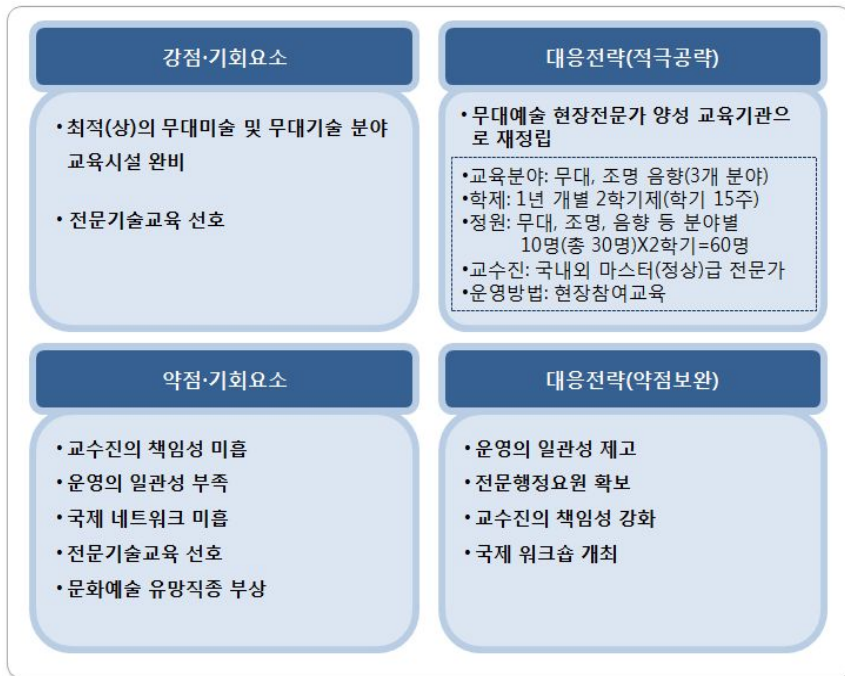 강점·기회요소
• 최적(상)의 무대미술 및 무대기술 분야
교육시설 완비
• 전문기술교육 선호
대응전략(적극공략)
• 무대예술 현장전문가 양성 교육기관으
로 재정립
•교육분야: 무대, 조명 음향(3개 분야)
•학제: 1년 개별 2학기제(학기 15주)
•정원: 무대, 조명, 음향 등 분야별
10명(총 30명)X2학기=60명
•교수진: 국내외 마스터(정상)급 전문가
•운영방법: 현장참여교육
약점·기회요소
• 교수진의 책임성 미흡
• 운영의 일관성 부족
• 국제 네트워크 미흡
• 전문기술교육 선호
• 문화예술 유망직종 부상
대응전략(약점보완)
• 운영의 일관성 제고
• 전문행정요원 확보
• 교수진의 책임성 강화
• 국제 워크숍 개최